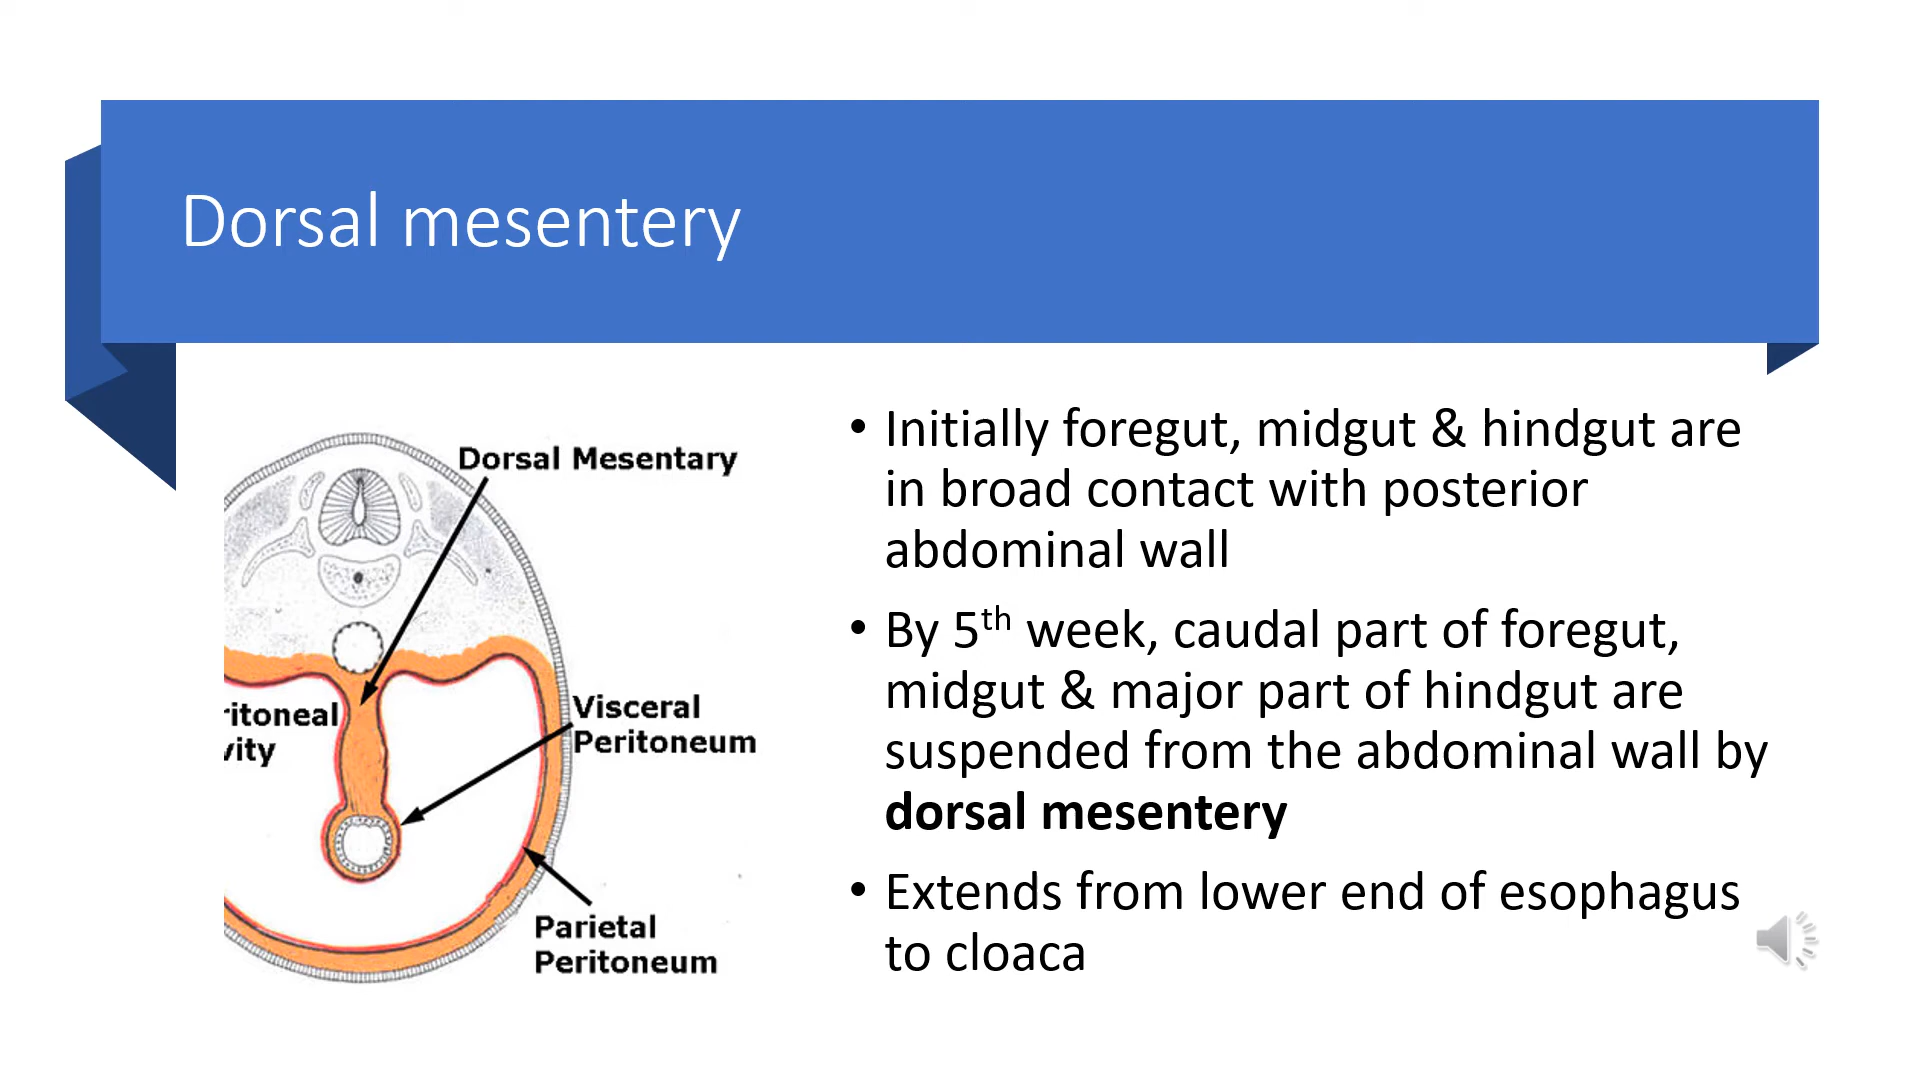 Dorsal mesentery
Dorsal Mesentary
ritoneal
vity
Visceral
Peritoneum
Parietal
Peritoneum
• Initially foregut, midgut & hindgut are
in broad contact with posterior
abdominal wall
• By 5th week, caudal part of foregut,
midgut & major part of hindgut are
suspended from the abdominal wall by
dorsal mesentery
• Extends from lower end of esophagus
to cloaca